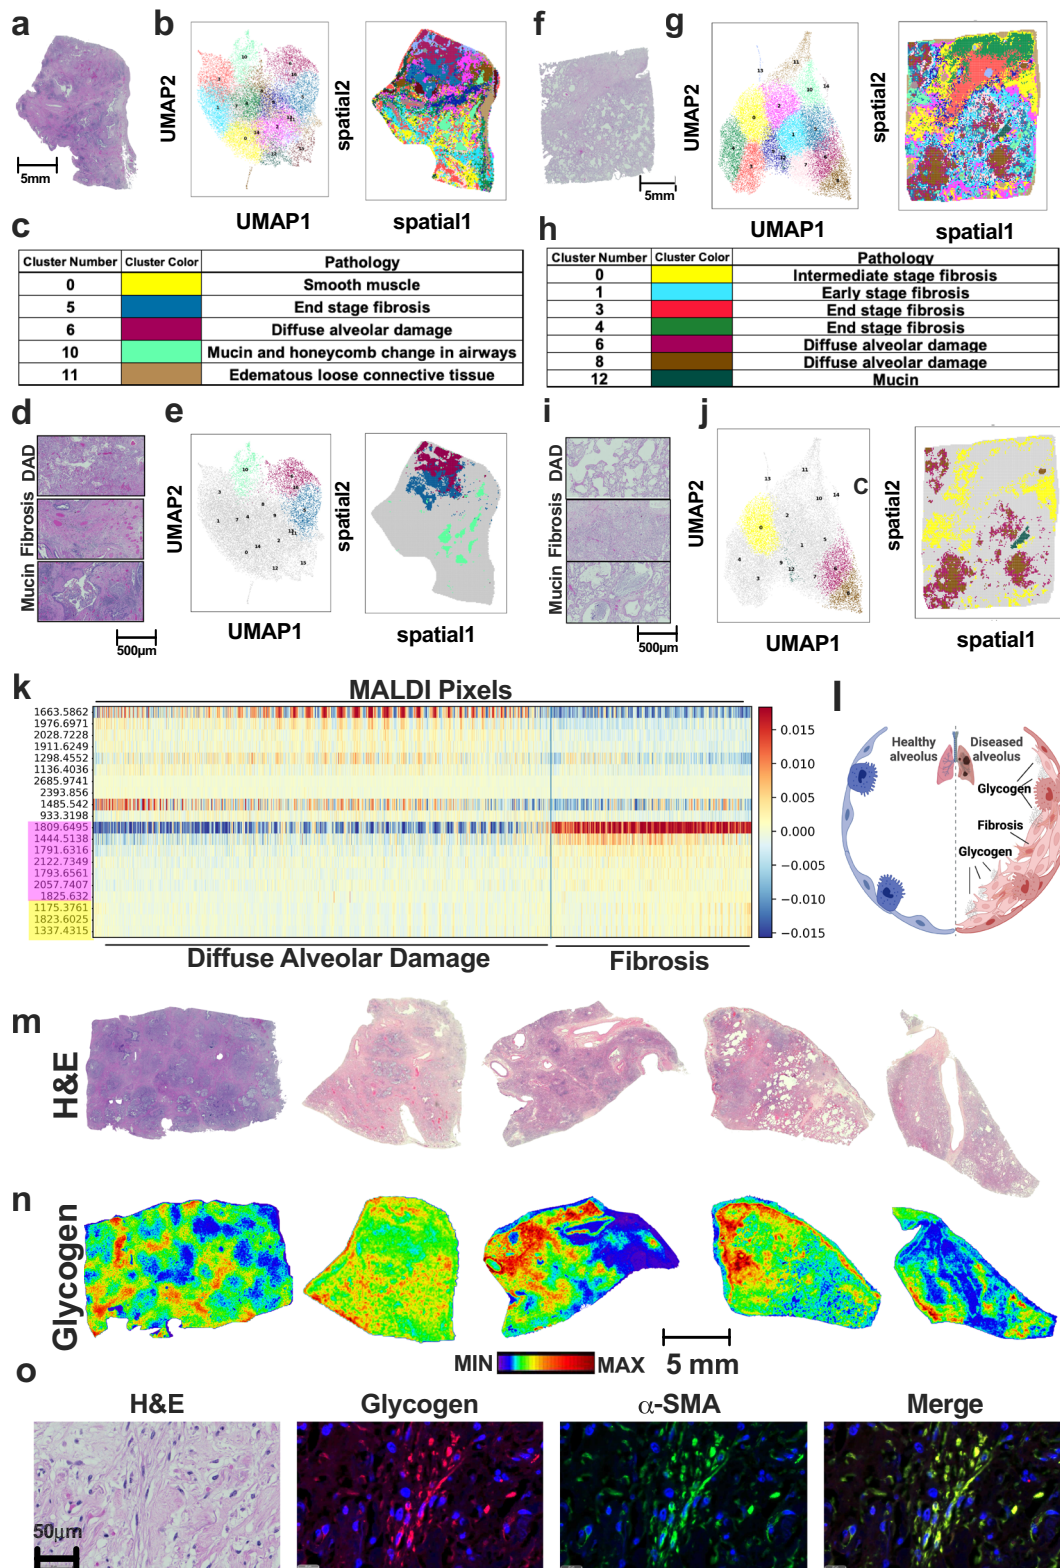 a
b
f
g
UMAP2
spatial2
UMAP2
spatial2
5mm
5mm
UMAP1
spatial1
UMAP1
spatial1
c
Cluster Number Cluster Color Pathology
0 Smooth muscle
5 End stage fibrosis
6 Diffuse alveolar damage
10 Mucin and honeycomb change in airways
11 Edematous loose connective tissue
h
Cluster Number Cluster Color Pathology
0 Intermediate stage fibrosis
1 Early stage fibrosis
3 End stage fibrosis
4 End stage fibrosis
6 Diffuse alveolar damage
8 Diffuse alveolar damage
12 Mucin
d
e
i
j
DAD
Fibrosis
Mucin
500µm
UMAP2
spatial2
UMAP1
spatial1
DAD
Fibrosis
Mucin
500µm
UMAP2
C
spatial2
UMAP1
spatial1
k
MALDI Pixels
1663.5862
1976.6971
2028.7228
1911.6249
1298.4552
1136.4036
2685.9741
2393.856
1485.542
933.3198
1809.6495
1444.5138
1791.6316
2122.7349
1793.6561
2057.7407
1825.632
1175.3761
1823.6025
1337.4315
0.015
0.010
0.005
0.000
−0.005
−0.010
−0.015
Diffuse Alveolar Damage
Fibrosis
l
Healthy alveolus
Diseased alveolus
Glycogen
Fibrosis
Glycogen
m
H&E
n
Glycogen
MIN MAX
5 mm
o
H&E Glycogen α-SMA Merge
50µm